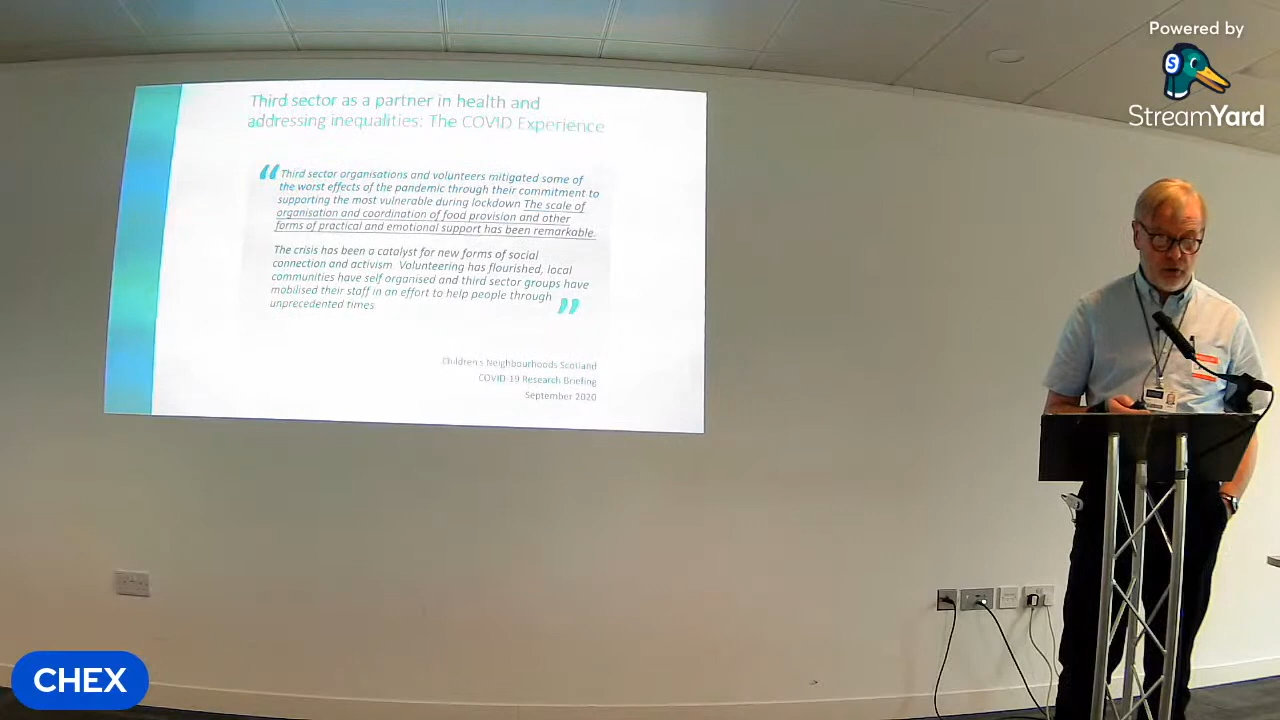 Powered by
StreamYard
Third sector as a partner in health and
addressing inequalities: The COVID Experience
“Third sector organisations and volunteers mitigated some of
the worst effects of the pandemic through their commitment to
supporting the most vulnerable during lockdown The scale of
organisation and coordination of food provision and other
forms of practical and emotional support has been remarkable.
The crisis has been a catalyst for new forms of social
connection and activism Volunteering has flourished, local
communities have self organised and third sector groups have
mobilised their staff in an effort to help people through
unprecedented times ”
Children's Neighbourhoods Scotland
COVID-19 Research Briefing
September 2020
CHEX